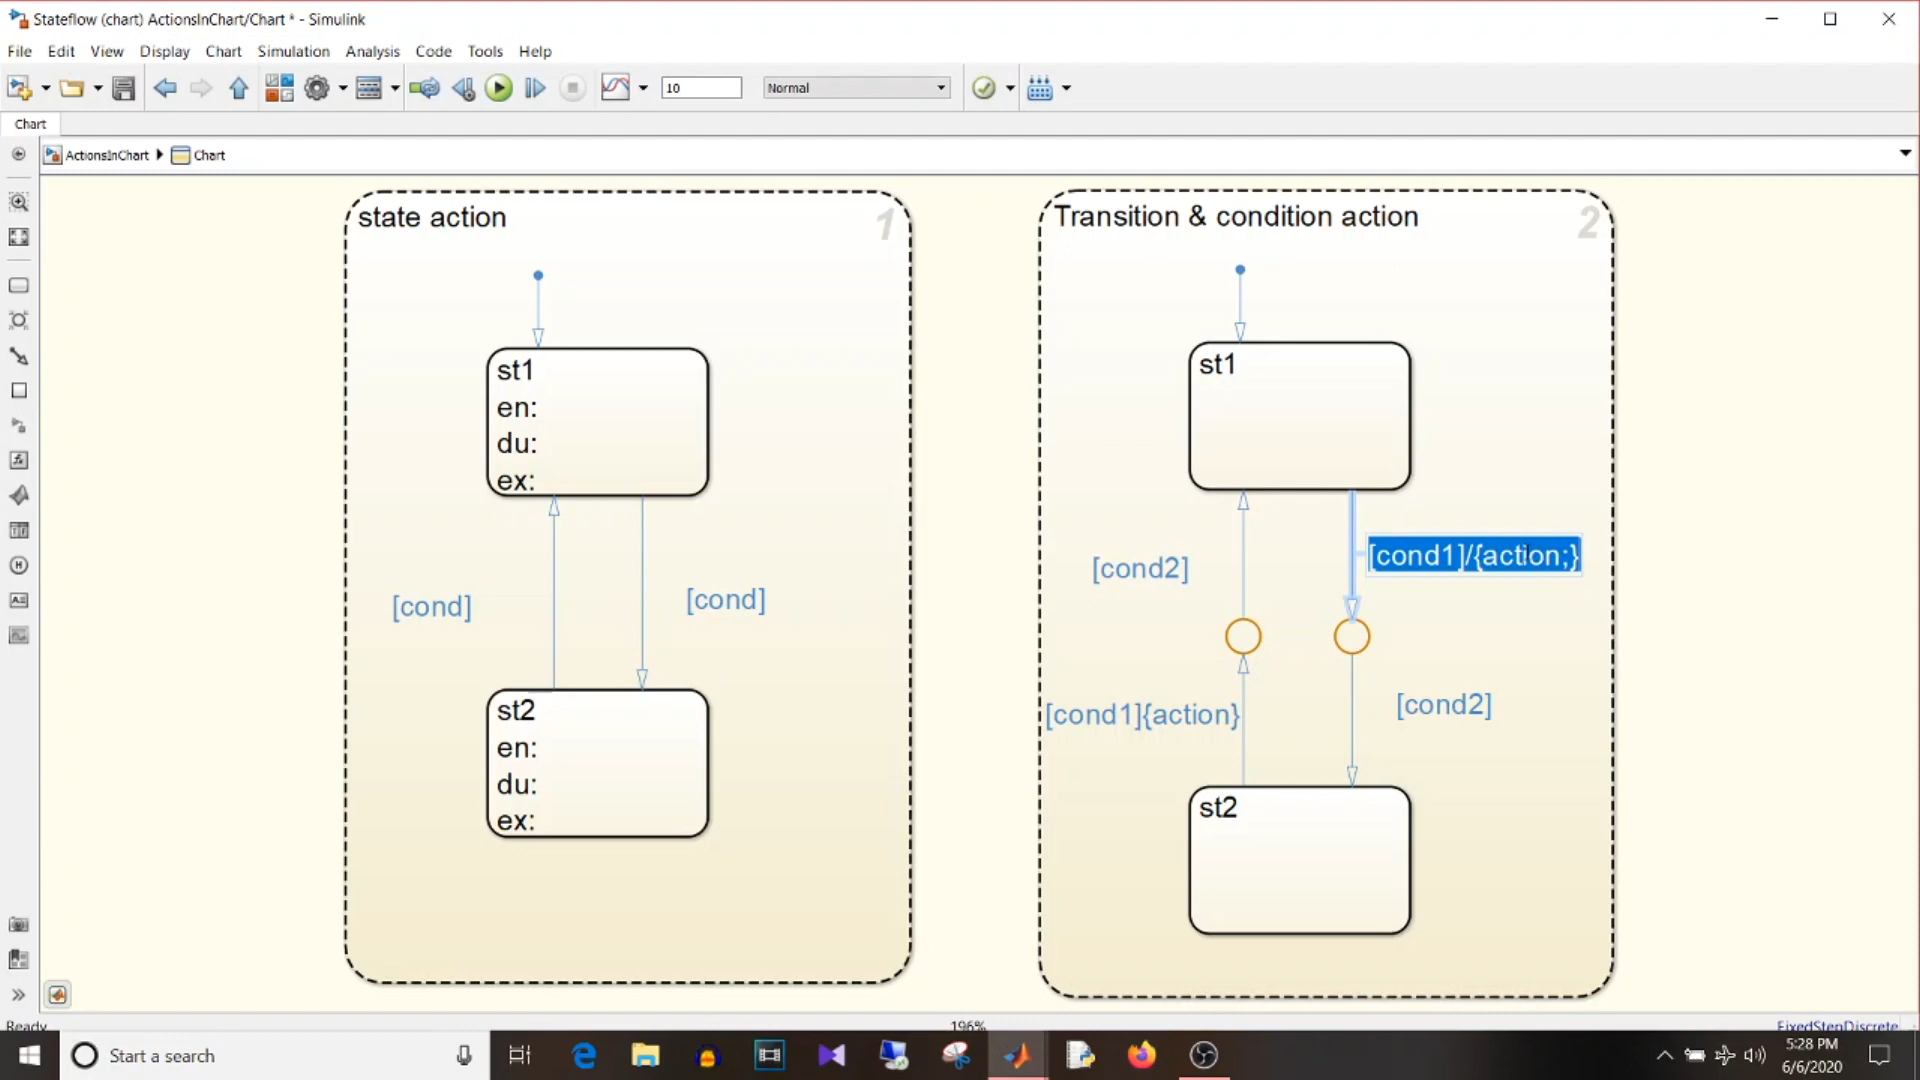 Stateflow (chart) ActionsInChart/Chart * - Simulink
File Edit View Display Chart Simulation Analysis Code Tools Help
10 Normal
Chart
ActionsInChart Chart
state action 1
st1
en:
du:
ex:
[cond] [cond]
st2
en:
du:
ex:
Transition & condition action 2
st1
[cond1]/{action;}
[cond2]
[cond1]{action}
[cond2]
st2
Ready 196% FixedStepDiscrete
Start a search
5:28 PM
6/6/2020